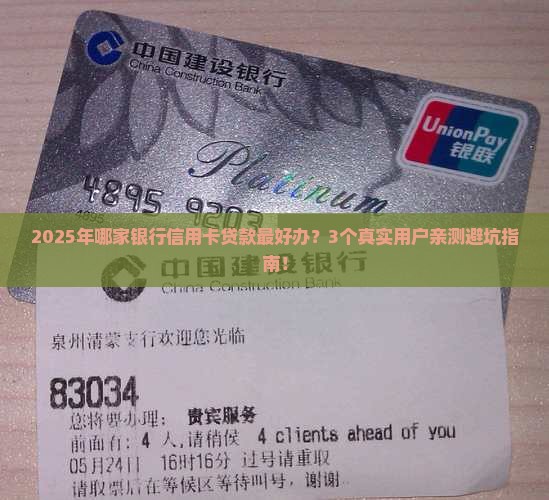 中国建设银行
China Construction Bank
UnionPay
银联
Platinum
4895 9203
2025年哪家银行信用卡贷款最好办？3个真实用户亲测避坑指
南！
中国建设银行
China Construction Bank
泉州清蒙支行欢迎您光临
83034
您将要办理： 贵宾服务
前面有: 4 人,请稍侯 4 clients ahead of you
05月24日 16时16分 过号请重取
请取票后在等候区等待叫号，谢谢